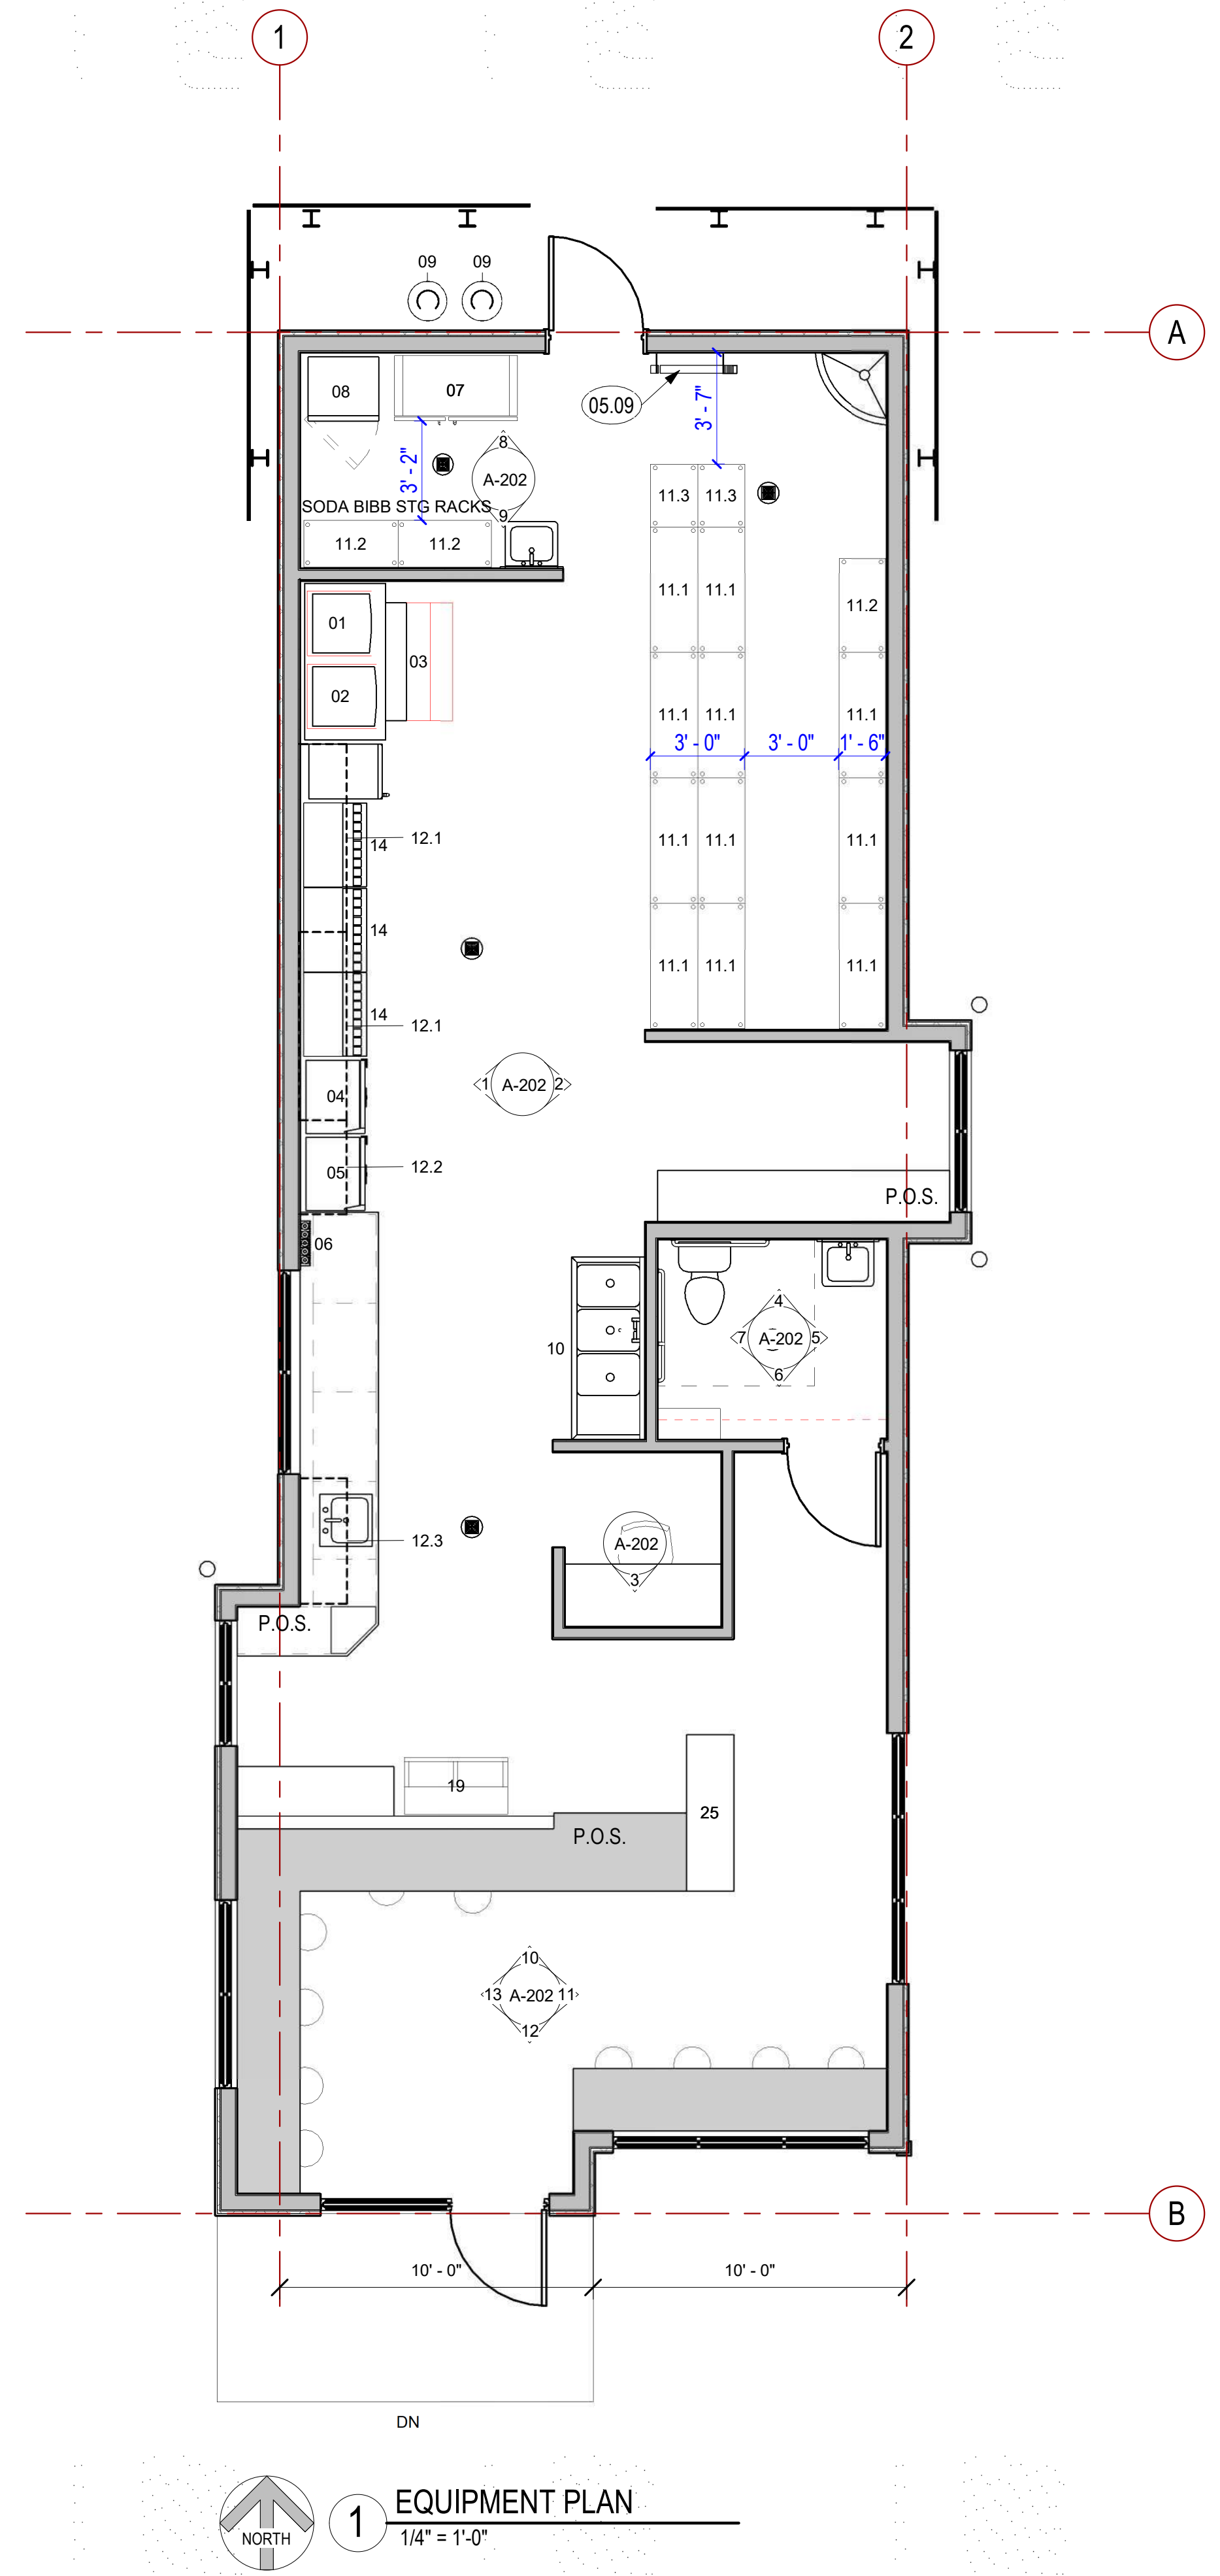 1
2
09
09
A
08
07
05.09
3' - 7"
8
3' - 2"
A-202
11.3
11.3
SODA BIBB STG RACKS
9
11.2
11.2
11.1
11.1
11.2
01
03
02
11.1
11.1
11.1
3' - 0"
3' - 0"
1' - 6"
12.1
14
11.1
11.1
11.1
14
11.1
11.1
11.1
14
12.1
1
A-202
2
04
05
12.2
P.O.S.
06
4
7
A-202
5
10
6
12.3
A-202
3
P.O.S.
19
25
P.O.S.
10
13
A-202
11
12
B
10' - 0"
10' - 0"
DN
NORTH
1
EQUIPMENT PLAN
1/4" = 1'-0"